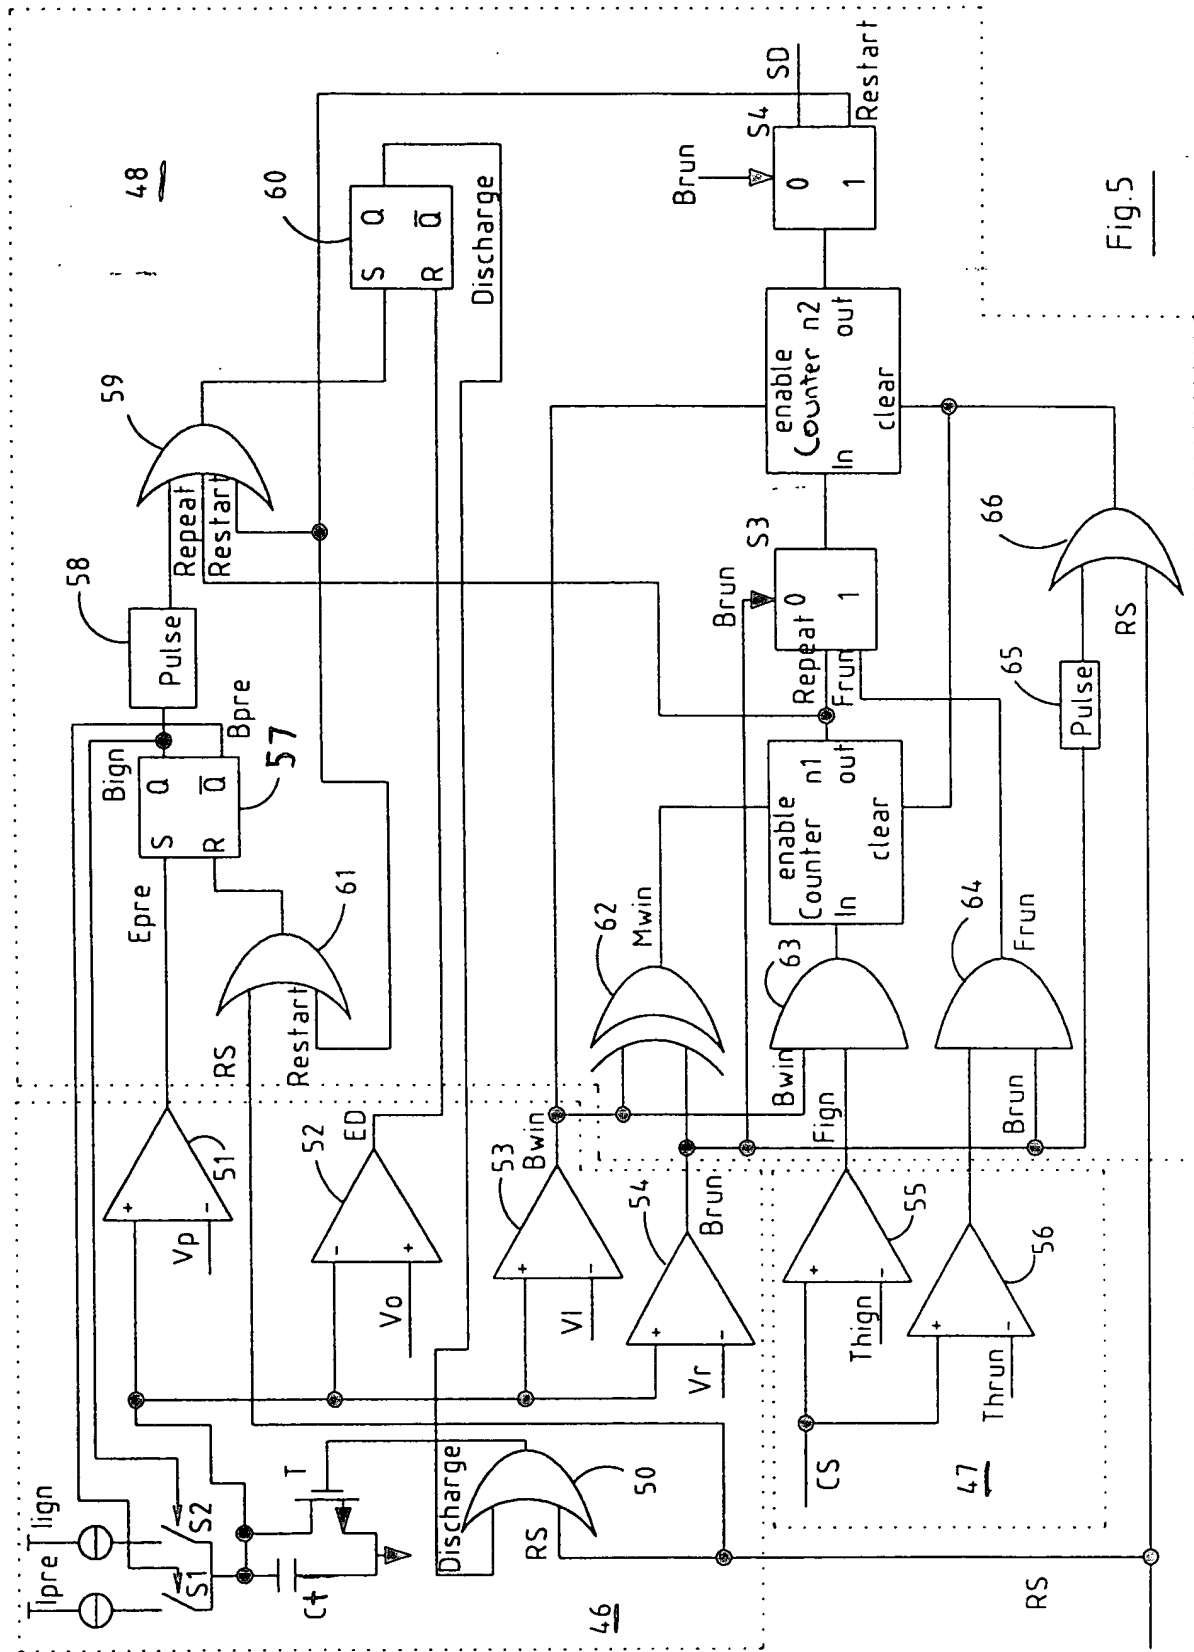 48
58
Pulse
59
Repeat
Restart
60
S
Q
R
Q̅
Discharge
Bign
Bpre
57
S
Q
R
Q̅
Epre
61
RS
Restart
51
+
-
Vp
52
ED
-
+
Vo
53
Bwin
+
-
Vl
54
Brun
+
-
Vr
Ipre
Iign
S1
S2
T
Ct
Discharge
RS
50
46
62
Mwin
63
Bwin
Fign
64
Brun
Frun
55
+
-
Thign
56
+
-
Thrun
CS
47
RS
enable
Counter n1
In
out
clear
Repeat
Frun
Brun
S3
0
1
enable
Counter n2
In
out
clear
Brun
S4
0
1
SD
Restart
65
Pulse
66
RS
Fig.5